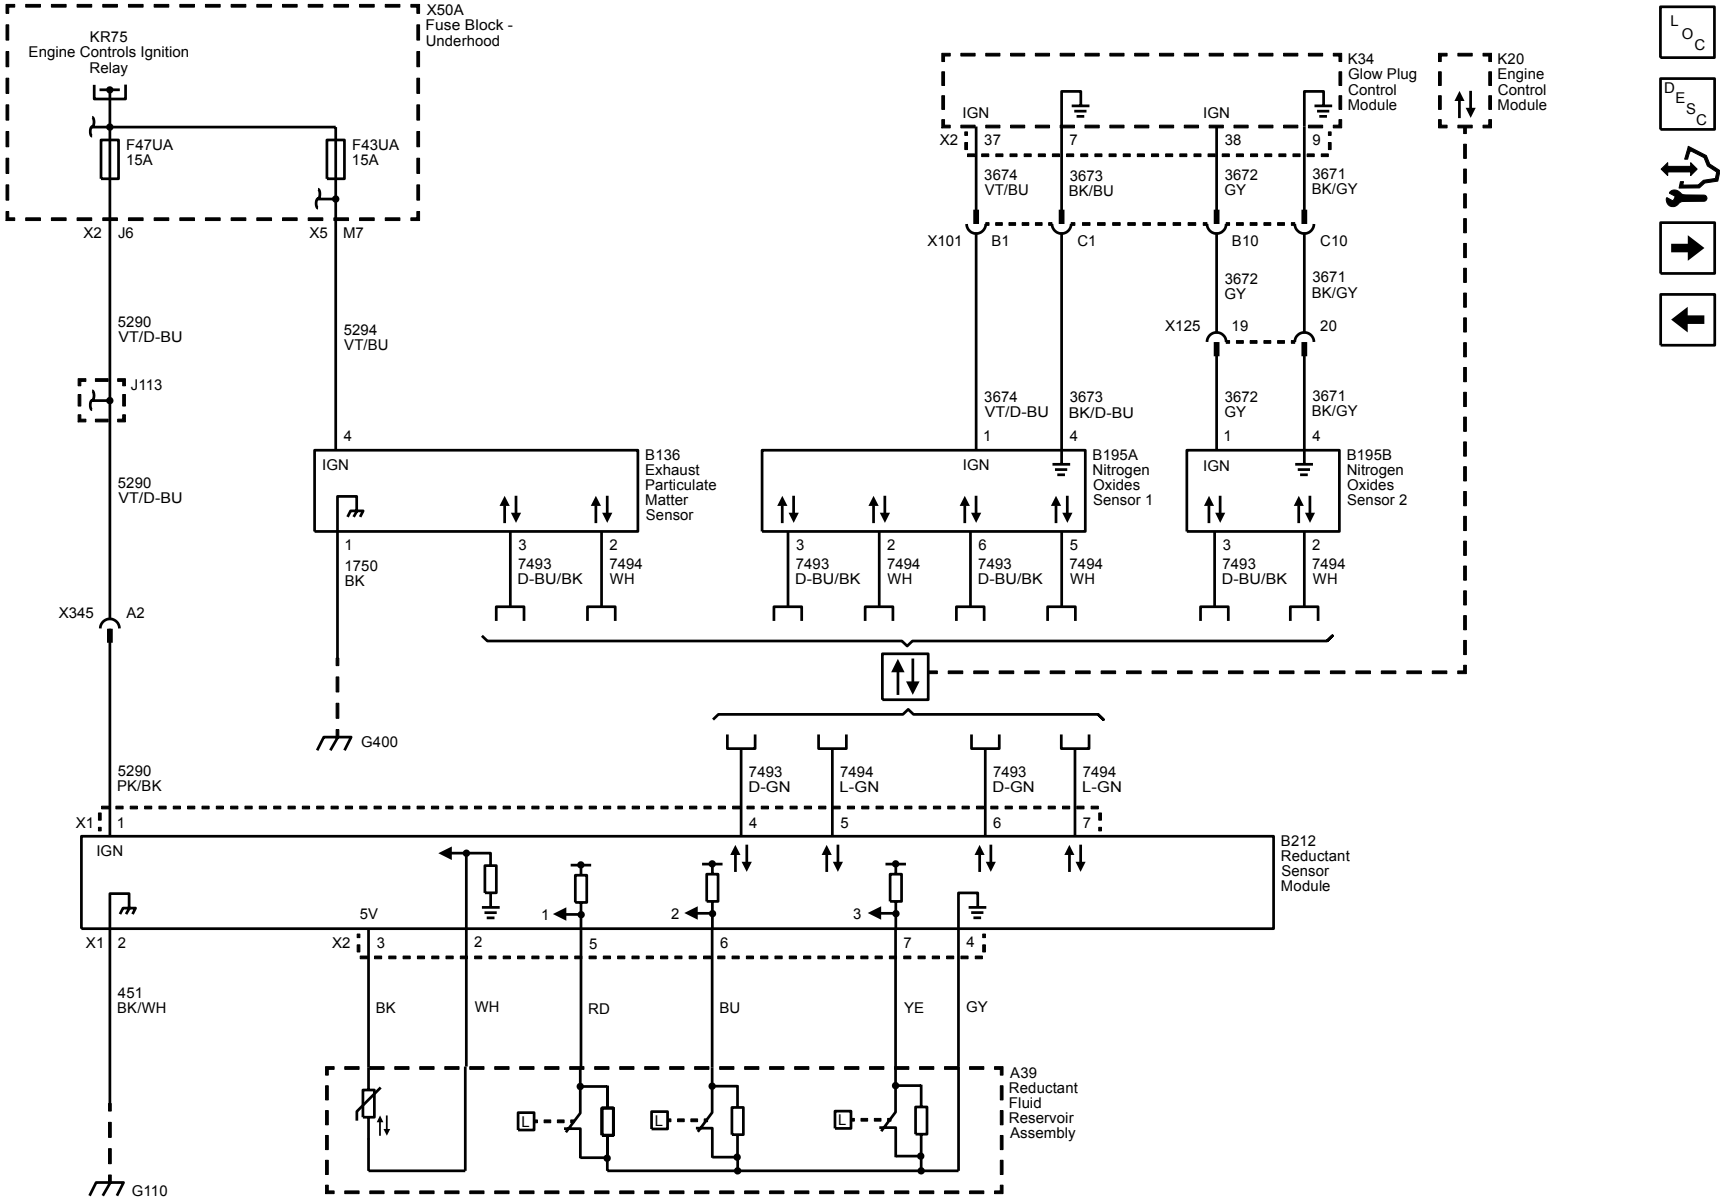 X50A
Fuse Block -
Underhood
KR75
Engine Controls Ignition
Relay
F47UA
15A
F43UA
15A
X2 J6
X5 M7
K34
Glow Plug
Control
Module
K20
Engine
Control
Module
L
O
C
D
E
S
C
IGN
IGN
X2 37
7
38
9
3674
VT/BU
3673
BK/BU
3672
GY
3671
BK/GY
X101 B1
C1
B10
C10
3672
GY
3671
BK/GY
X125 19
20
5290
VT/D-BU
5294
VT/BU
J113
3674
VT/D-BU
3673
BK/D-BU
3672
GY
3671
BK/GY
4
1
4
1
4
IGN
B136
Exhaust
Particulate
Matter
Sensor
IGN
B195A
Nitrogen
Oxides
Sensor 1
IGN
B195B
Nitrogen
Oxides
Sensor 2
5290
VT/D-BU
1
1750
BK
3
7493
D-BU/BK
2
7494
WH
3
7493
D-BU/BK
2
7494
WH
6
7493
D-BU/BK
5
7494
WH
3
7493
D-BU/BK
2
7494
WH
X345 A2
G400
5290
PK/BK
7493
D-GN
7494
L-GN
7493
D-GN
7494
L-GN
X1 1
4
5
6
7
IGN
B212
Reductant
Sensor
Module
5V
1
2
3
X1 2
X2 3
2
5
6
7
4
451
BK/WH
BK
WH
RD
BU
YE
GY
A39
Reductant
Fluid
Reservoir
Assembly
L
L
L
G110